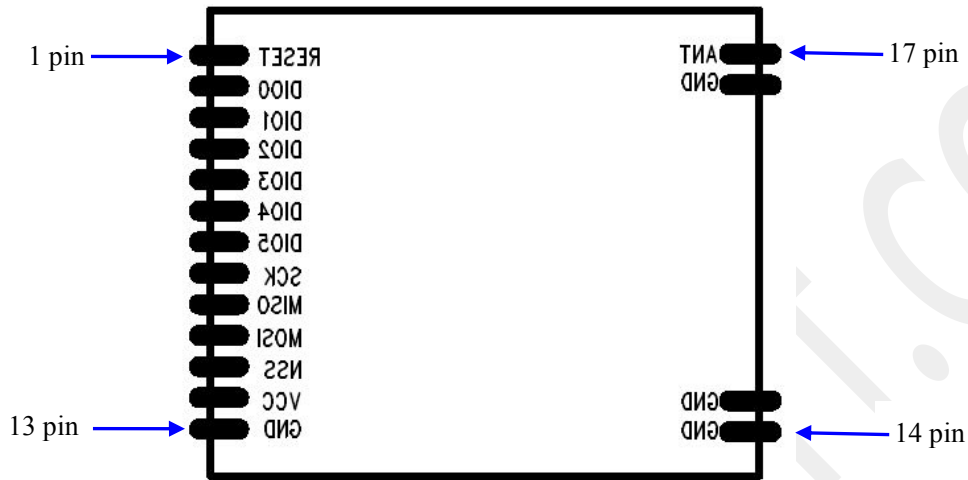 1 pin RESET ANT 17 pin
DIO0 GND
DIO1
DIO2
DIO3
DIO4
DIO5
SCK
MISO
MOSI
NSS
VCC GND
13 pin GND GND 14 pin